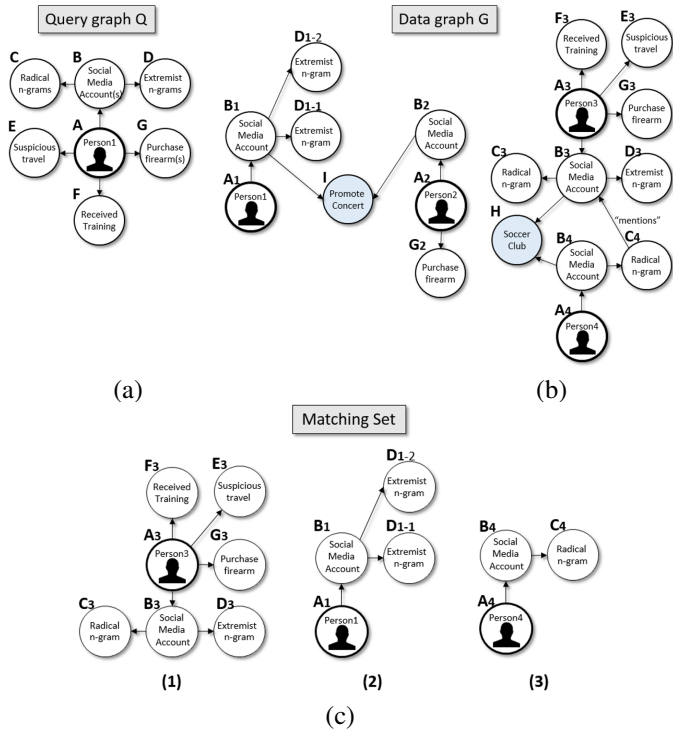 Query graph Q
C
Radical
n-grams
B
Social
Media
Account(s)
D
Extremist
n-gram
E
Suspicious
travel
A
Person1
G
Purchase
firearm(s)
F
Received
Training
(a)
Data graph G
D1-2
Extremist
n-gram
B1
Social
Media
Account
D1-1
Extremist
n-gram
A1
Person1
I
Promote
Concert
B2
Social
Media
Account
A2
Person2
G2
Purchase
firearm
F3
Received
Training
E3
Suspicious
travel
A3
Person3
G3
Purchase
firearm
C3
Radical
n-gram
B3
Social
Media
Account
D3
Extremist
n-gram
H
Soccer
Club
"mentions"
B4
Social
Media
Account
C4
Radical
n-gram
A4
Person4
(b)
Matching Set
F3
Received
Training
E3
Suspicious
travel
A3
Person3
G3
Purchase
firearm
C3
Radical
n-gram
B3
Social
Media
Account
D3
Extremist
n-gram
(1)
D1-2
Extremist
n-gram
B1
Social
Media
Account
D1-1
Extremist
n-gram
A1
Person1
(2)
B4
Social
Media
Account
C4
Radical
n-gram
A4
Person4
(3)
(c)